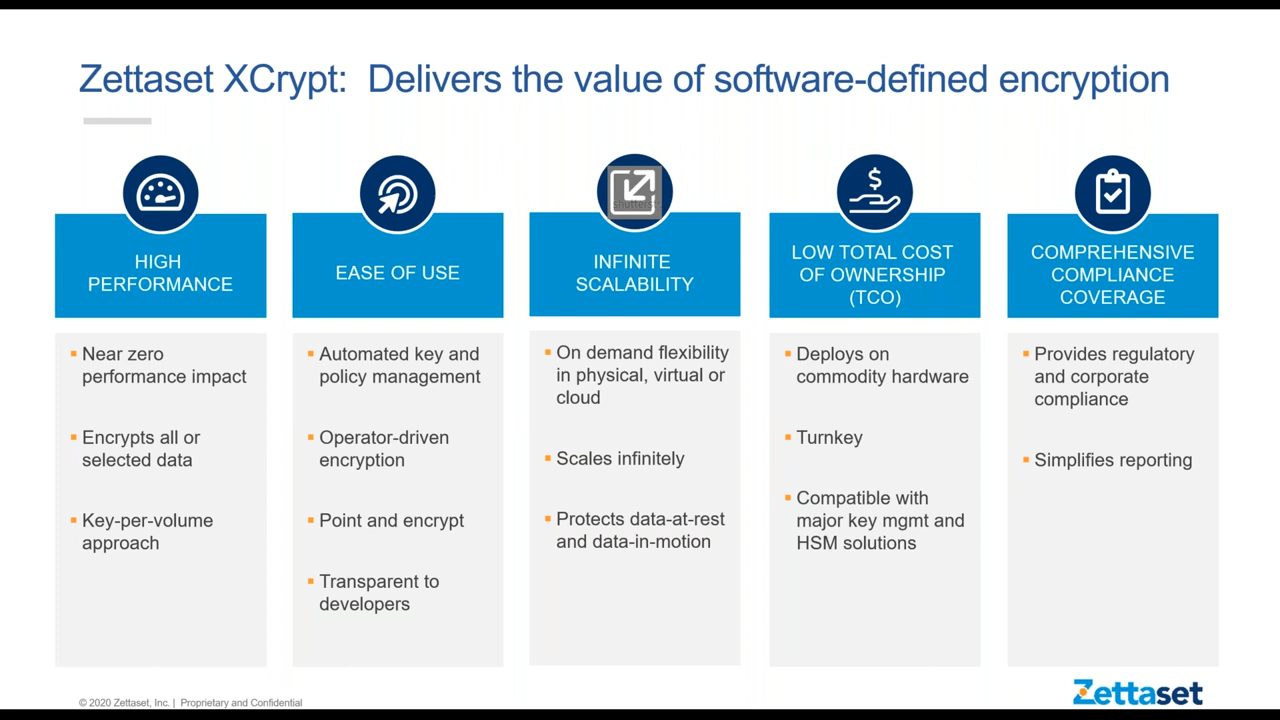 Zettaset XCrypt:  Delivers the value of software-defined encryption
HIGH
PERFORMANCE
▪ Near zero
performance impact
▪ Encrypts all or
selected data
▪ Key-per-volume
approach
EASE OF USE
▪ Automated key and
policy management
▪ Operator-driven
encryption
▪ Point and encrypt
▪ Transparent to
developers
shutterst
INFINITE
SCALABILITY
▪ On demand flexibility
in physical, virtual or
cloud
▪ Scales infinitely
▪ Protects data-at-rest
and data-in-motion
$
LOW TOTAL COST
OF OWNERSHIP
(TCO)
▪ Deploys on
commodity hardware
▪ Turnkey
▪ Compatible with
major key mgmt and
HSM solutions
COMPREHENSIVE
COMPLIANCE
COVERAGE
▪ Provides regulatory
and corporate
compliance
▪ Simplifies reporting
© 2020 Zettaset, Inc. | Proprietary and Confidential
Zettaset